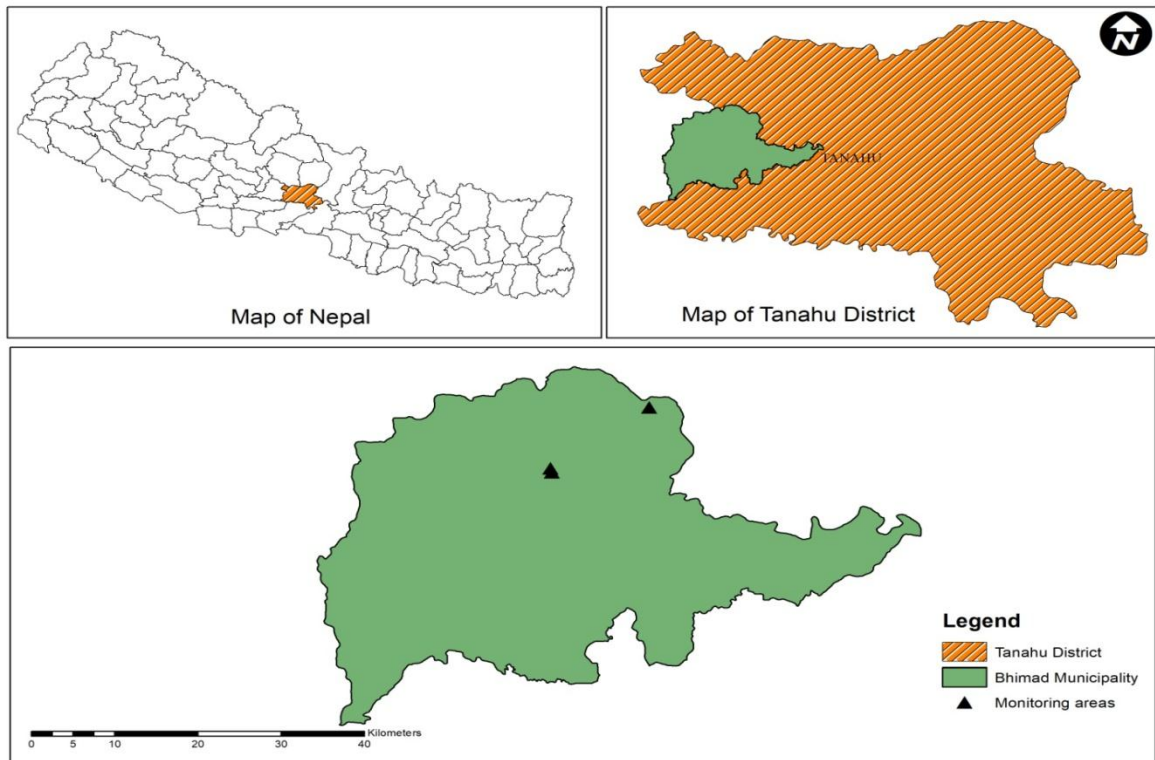 N
TANAHU
Map of Nepal
Map of Tanahu District
Legend
Tanahu District
Bhimad Municipality
Monitoring areas
Kilometers
0 5 10 20 30 40